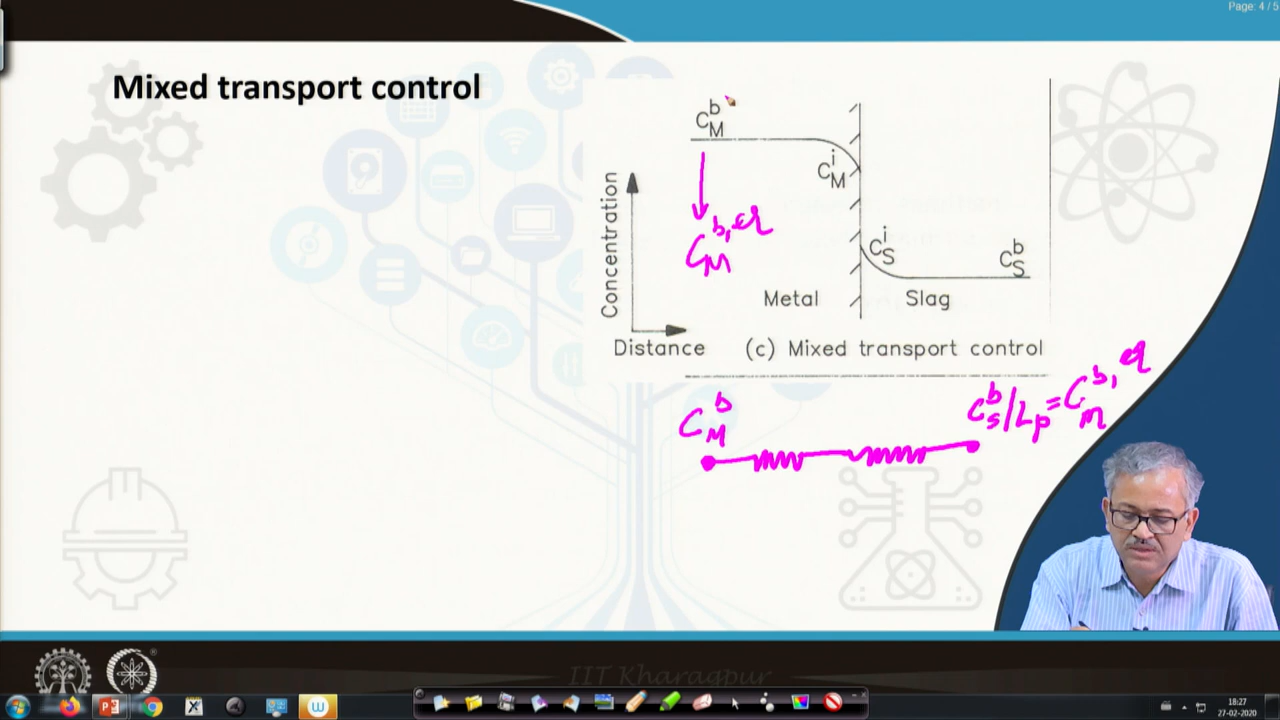 Page: 4 / 5
Mixed transport control
C_M^b
C_M^i
C_M^{b, eq}
C_S^i
C_S^b
Concentration
Metal
Slag
Distance
(c) Mixed transport control
C_M^b
C_S^b/L_p = C_m^{b, eq}
IIT Kharagpur
18:27
27-02-2020